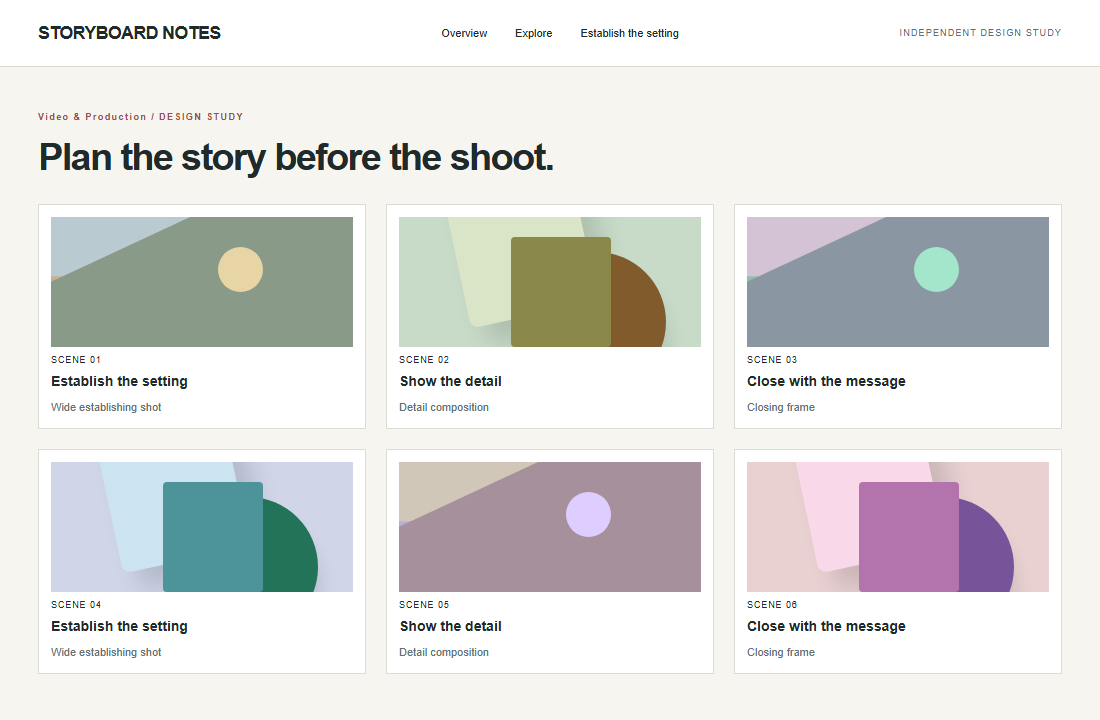 STORYBOARD NOTES
Overview
Explore
Establish the setting
INDEPENDENT DESIGN STUDY
Video & Production / DESIGN STUDY
Plan the story before the shoot.
SCENE 01
Establish the setting
Wide establishing shot
SCENE 02
Show the detail
Detail composition
SCENE 03
Close with the message
Closing frame
SCENE 04
Establish the setting
Wide establishing shot
SCENE 05
Show the detail
Detail composition
SCENE 06
Close with the message
Closing frame